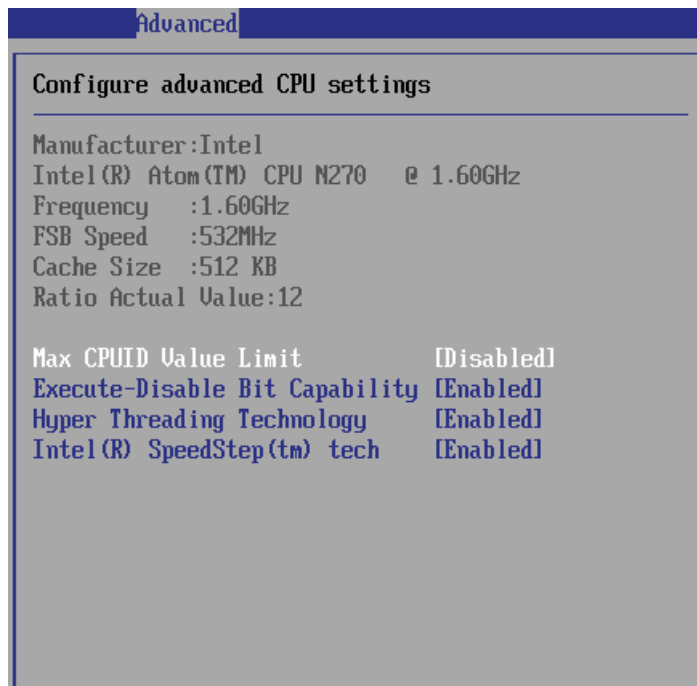 Advanced
Configure advanced CPU settings
Manufacturer:Intel
Intel(R) Atom(TM) CPU N270 @ 1.60GHz
Frequency :1.60GHz
FSB Speed :532MHz
Cache Size :512 KB
Ratio Actual Value:12
Max CPUID Value Limit [Disabled]
Execute-Disable Bit Capability [Enabled]
Hyper Threading Technology [Enabled]
Intel(R) SpeedStep(tm) tech [Enabled]